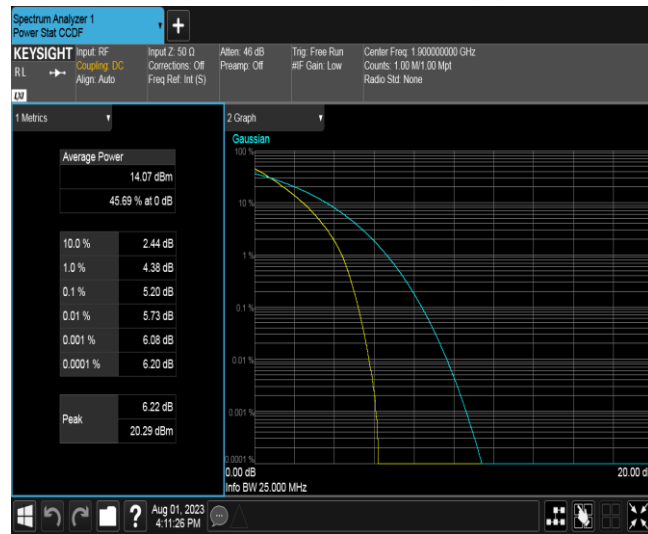 Spectrum Analyzer 1
Power Stat CCDF
+
KEYSIGHT
RL
LXI
Input: RF
Coupling: DC
Align: Auto
Input Z: 50 Ω
Corrections: Off
Freq Ref: Int (S)
Atten: 46 dB
Preamp: Off
Trig: Free Run
#IF Gain: Low
Center Freq: 1.900000000 GHz
Counts: 1.00 M/1.00 Mpt
Radio Std: None
1 Metrics
Average Power
14.07 dBm
45.69 % at 0 dB
10.0 % 2.44 dB
1.0 % 4.38 dB
0.1 % 5.20 dB
0.01 % 5.73 dB
0.001 % 6.08 dB
0.0001 % 6.20 dB
Peak
6.22 dB
20.29 dBm
2 Graph
Gaussian
100 %
10 %
1 %
0.1 %
0.01 %
0.001 %
0.0001 %
0.00 dB
20.00 d
Info BW 25.000 MHz
?
Aug 01, 2023
4:11:26 PM